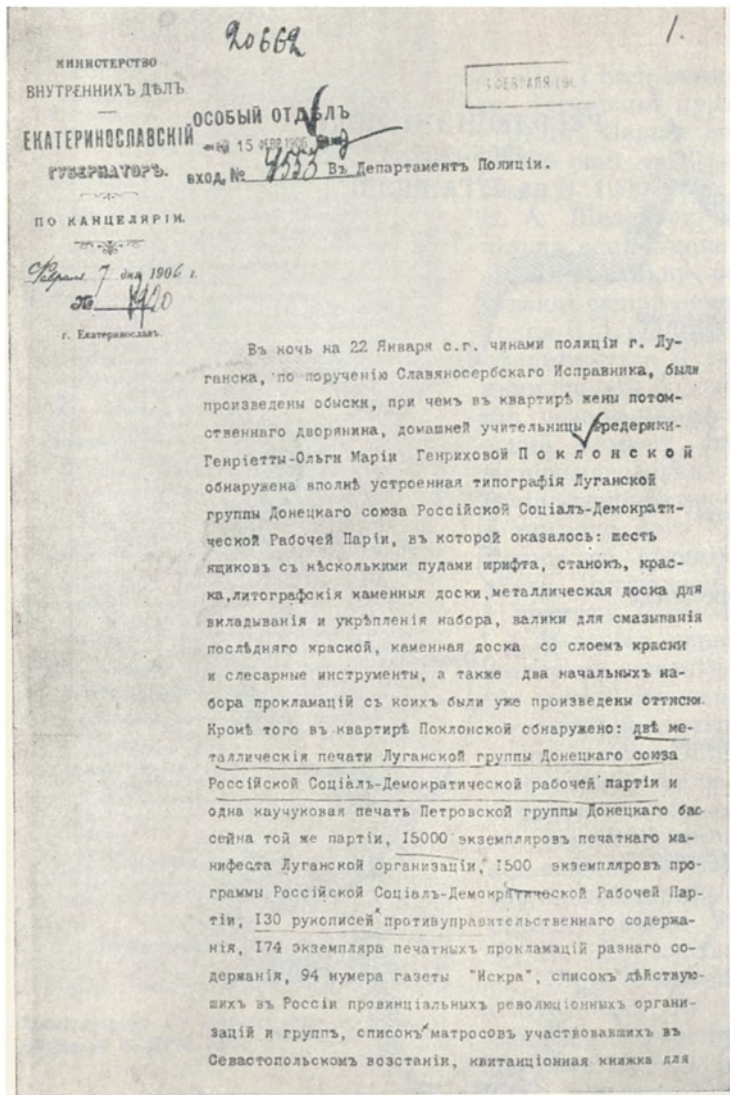 20662
1.
МИНИСТЕРСТВО
ВНУТРЕННИХЪ ДѢЛЪ
ЕКАТЕРИНОСЛАВСКІЙ
ГУБЕРНАТОРЪ.
ПО КАНЦЕЛЯРІИ.
Февраля 7 дня 1906 г.
№
г. Екатеринославъ.
ФЕВРАЛЯ 190
ОСОБЫЙ ОТДѢЛЪ
15 ФЕВР. 1906
вход. № 4553
Въ Департаментъ Полиціи.
Въ ночь на 22 Января с.г. чинами полиціи г. Лу-
ганска, по порученію Славяносербскаго Исправника, были
произведены обыски, при чемъ въ квартирѣ жены потом-
ственнаго дворянина, домашней учительницы Фредерики-
Генріетты-Ольги Маріи Генриховой Поклонской
обнаружена вполнѣ устроенная типографія Луганской
группы Донецкаго союза Россійской Соціалъ-Демократи-
ческой Рабочей Паріи, въ которой оказалось: шесть
ящиковъ съ нѣсколькими пудами шрифта, станокъ, крас-
ка,литографскія каменныя доски,металлическая доска для
вкладыванія и укрѣпленія набора, валики для смазыванія
послѣдняго краской, каменная доска со слоемъ краски
и слесарные инструменты, а также два начальныхъ на-
бора прокламацій съ коихъ были уже произведены оттиски.
Кромѣ того въ квартирѣ Поклонской обнаружено: двѣ ме-
таллическія печати Луганской группы Донецкаго союза
Россійской Соціалъ-Демократической рабочей партіи и
одна каучуковая печать Петровской группы Донецкаго бас
сейна той же партіи, 15000 экземпляровъ печатнаго ма-
нифеста Луганской организаціи, 1500 экземпляровъ про-
граммы Россійской Соціалъ-Демократической Рабочей Пар-
тіи, 130 рукописей противуправительственнаго содержа-
нія, 174 экземпляра печатныхъ прокламацій разнаго со-
держанія, 94 нумера газеты "Искра", списокъ дѣйствую-
шихъ въ Россіи провинціальныхъ революціонныхъ органи-
зацій и группъ, списокъ матросовъ участвовавшихъ въ
Севастопольскомъ возстаніи, квитанціонная книжка для